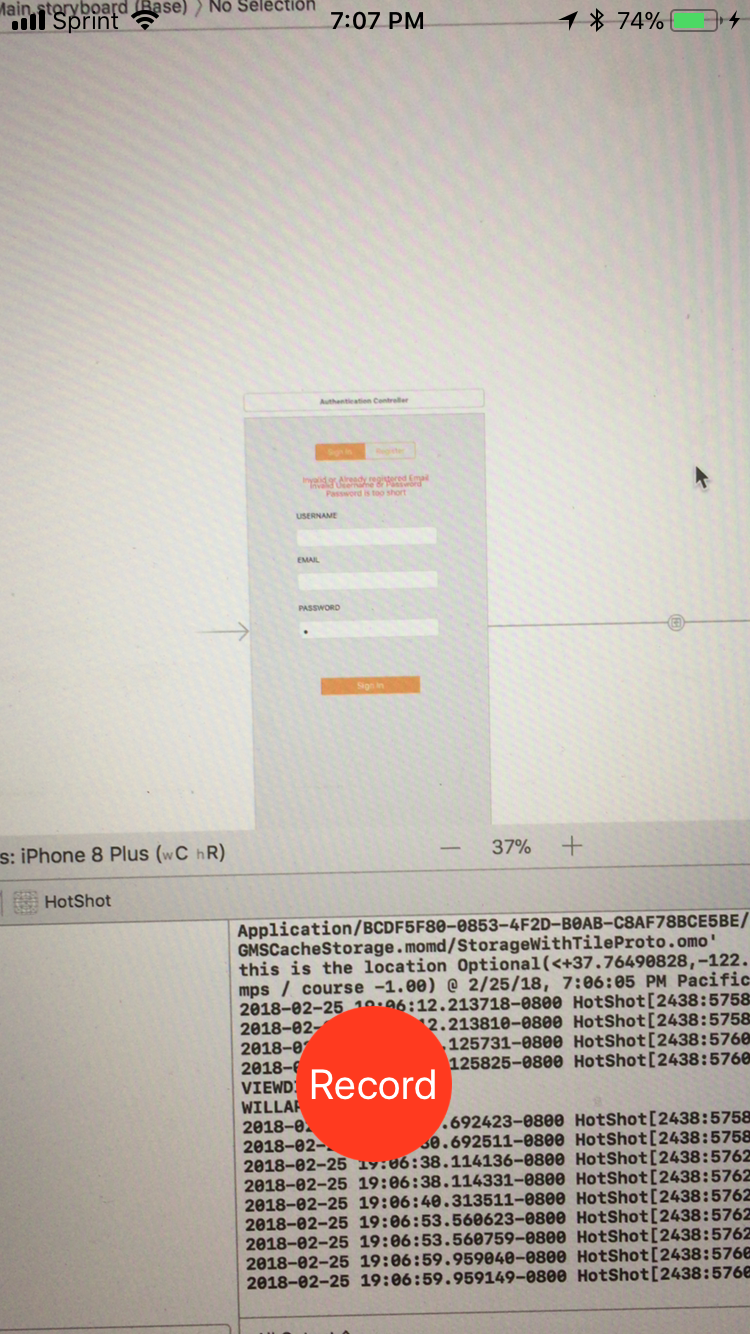 Main.storyboard (Base) 〉 No Selection
Sprint 7:07 PM 74%
Authentication Controller
Sign In Register
Invalid or Already registered Email
Invalid Username or Password
Password is too short
USERNAME
EMAIL
PASSWORD
Sign In
s: iPhone 8 Plus (wC hR) — 37% +
HotShot
Application/BCDF5F80-0853-4F2D-B0AB-C8AF78BCE5BE/
GMSCacheStorage.momd/StorageWithTileProto.omo'
this is the location Optional(<+37.76490828,-122.
mps / course -1.00) @ 2/25/18, 7:06:05 PM Pacific
2018-02-25 19:06:12.213718-0800 HotShot[2438:5758
2018-02- 2.213810-0800 HotShot[2438:5758
2018-02 .125731-0800 HotShot[2438:5760
2018-0 125825-0800 HotShot[2438:5760
VIEWD
Record
WILLAP
2018-02 .692423-0800 HotShot[2438:5758
2018-02- 0.692511-0800 HotShot[2438:5758
2018-02-25 19:06:38.114136-0800 HotShot[2438:5762
2018-02-25 19:06:38.114331-0800 HotShot[2438:5762
2018-02-25 19:06:40.313511-0800 HotShot[2438:5762
2018-02-25 19:06:53.560623-0800 HotShot[2438:5762
2018-02-25 19:06:53.560759-0800 HotShot[2438:5762
2018-02-25 19:06:59.959040-0800 HotShot[2438:5760
2018-02-25 19:06:59.959149-0800 HotShot[2438:5760